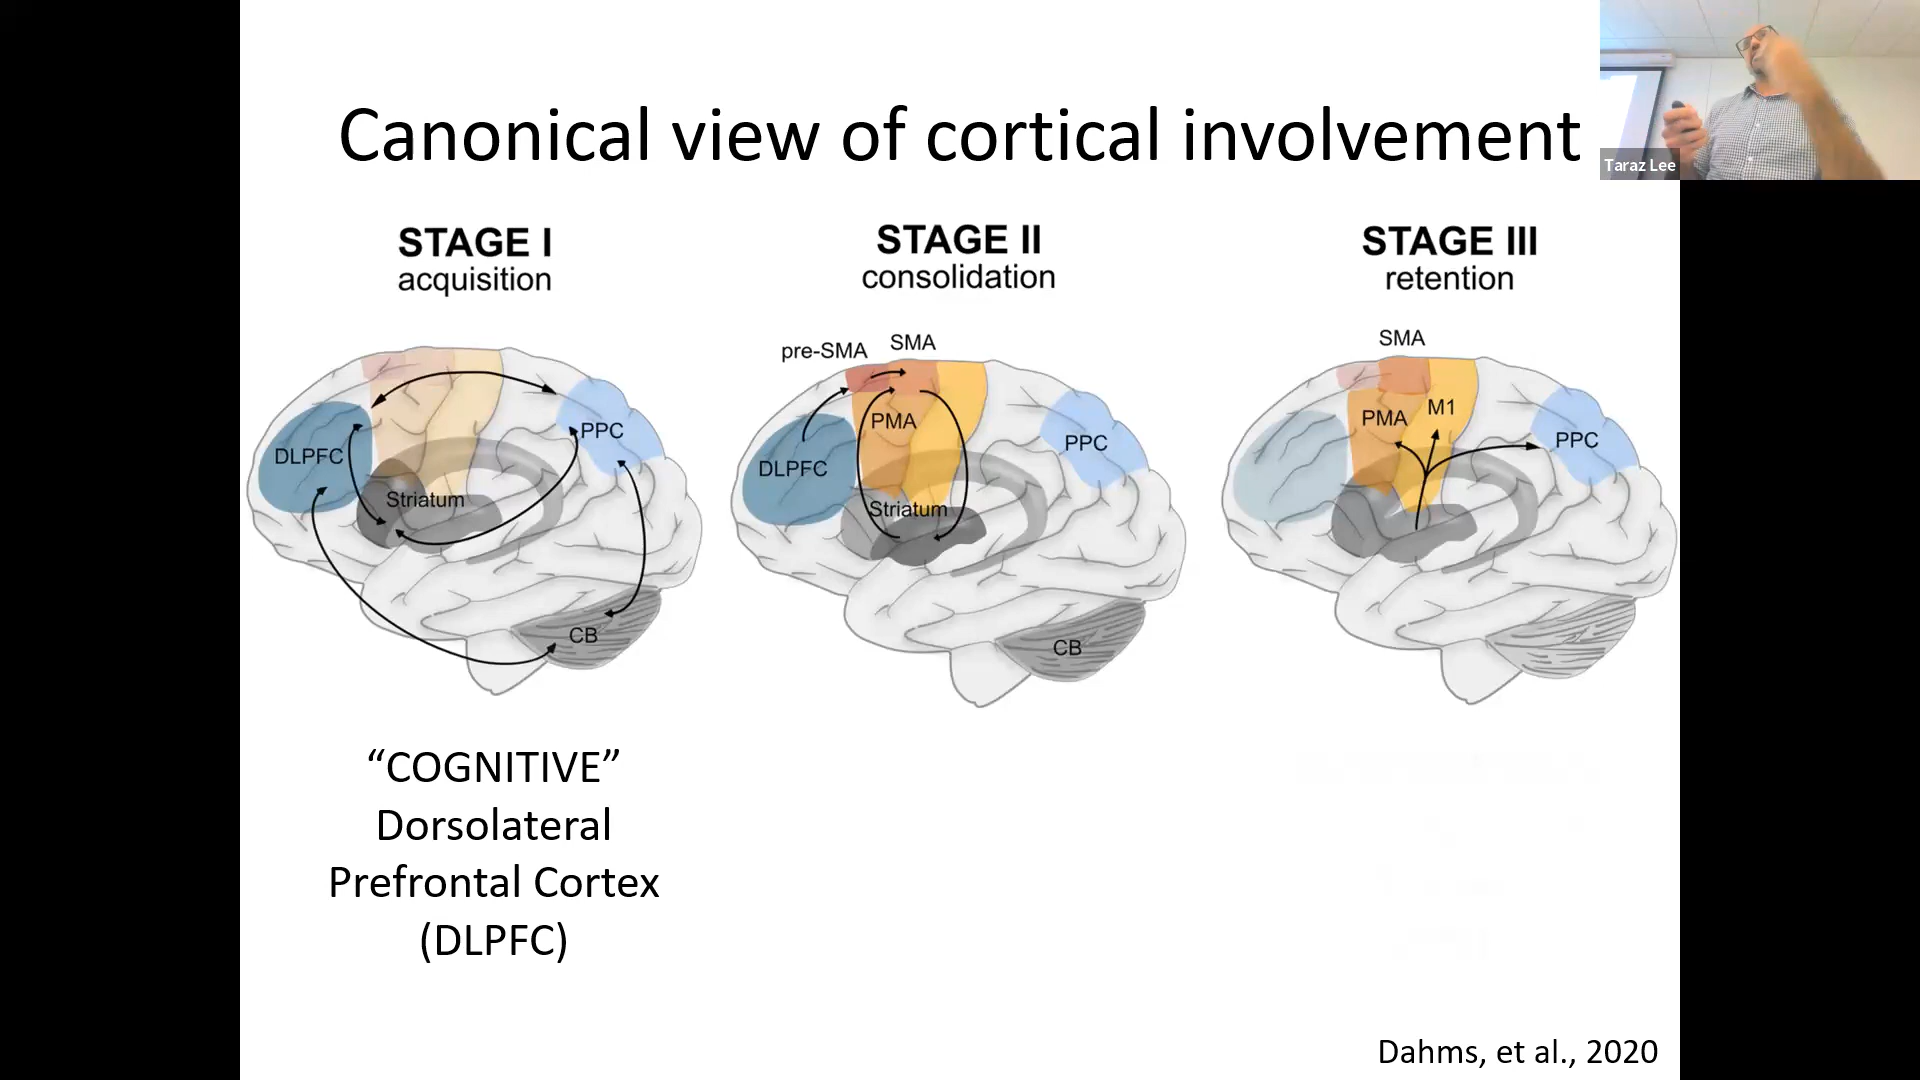 Canonical view of cortical involvement
Taraz Lee
STAGE I
acquisition
DLPFC
Striatum
PPC
CB
STAGE II
consolidation
pre-SMA
SMA
PMA
DLPFC
Striatum
PPC
CB
STAGE III
retention
SMA
PMA
M1
PPC
“COGNITIVE”
Dorsolateral
Prefrontal Cortex
(DLPFC)
Dahms, et al., 2020